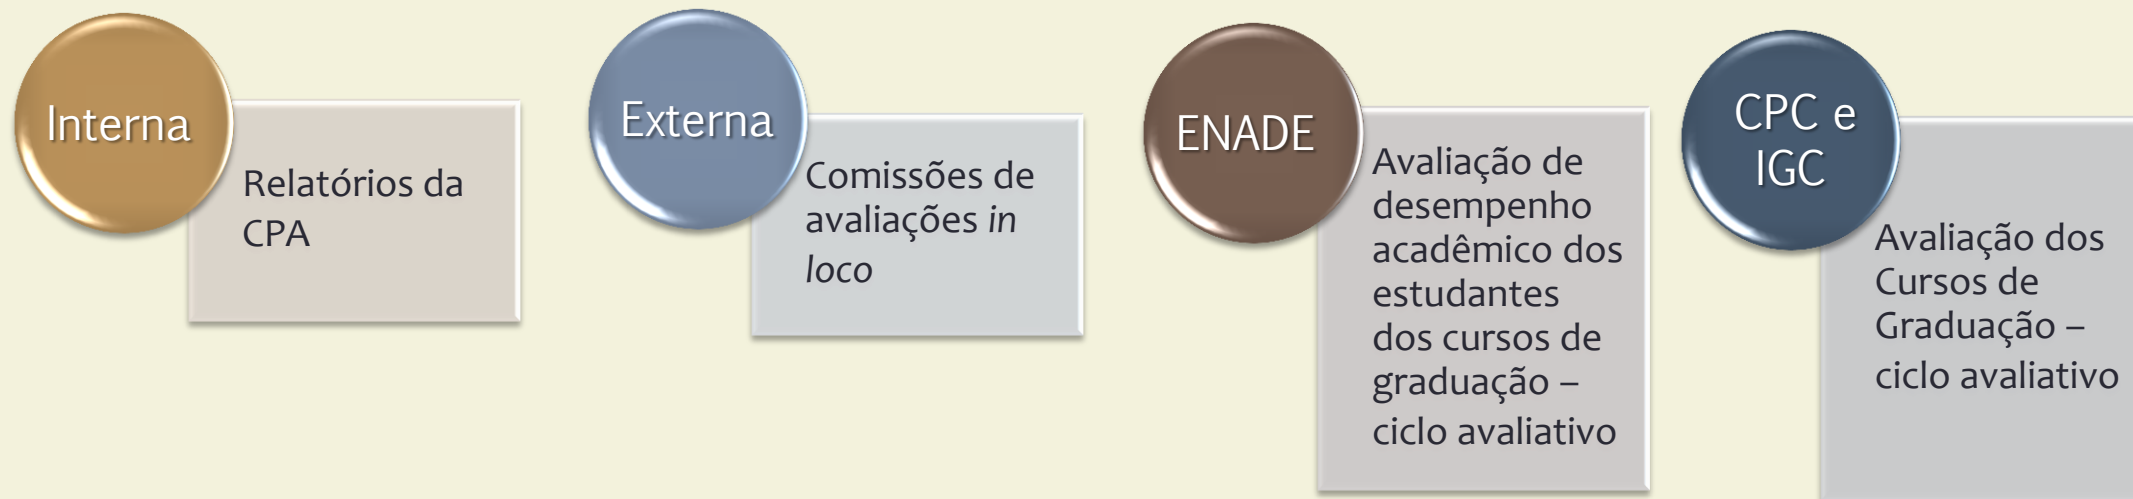 Interna
Relatórios da
CPA
Externa
Comissões de
avaliações in
loco
ENADE
Avaliação de
desempenho
acadêmico dos
estudantes
dos cursos de
graduação –
ciclo avaliativo
CPC e
IGC
Avaliação dos
Cursos de
Graduação –
ciclo avaliativo